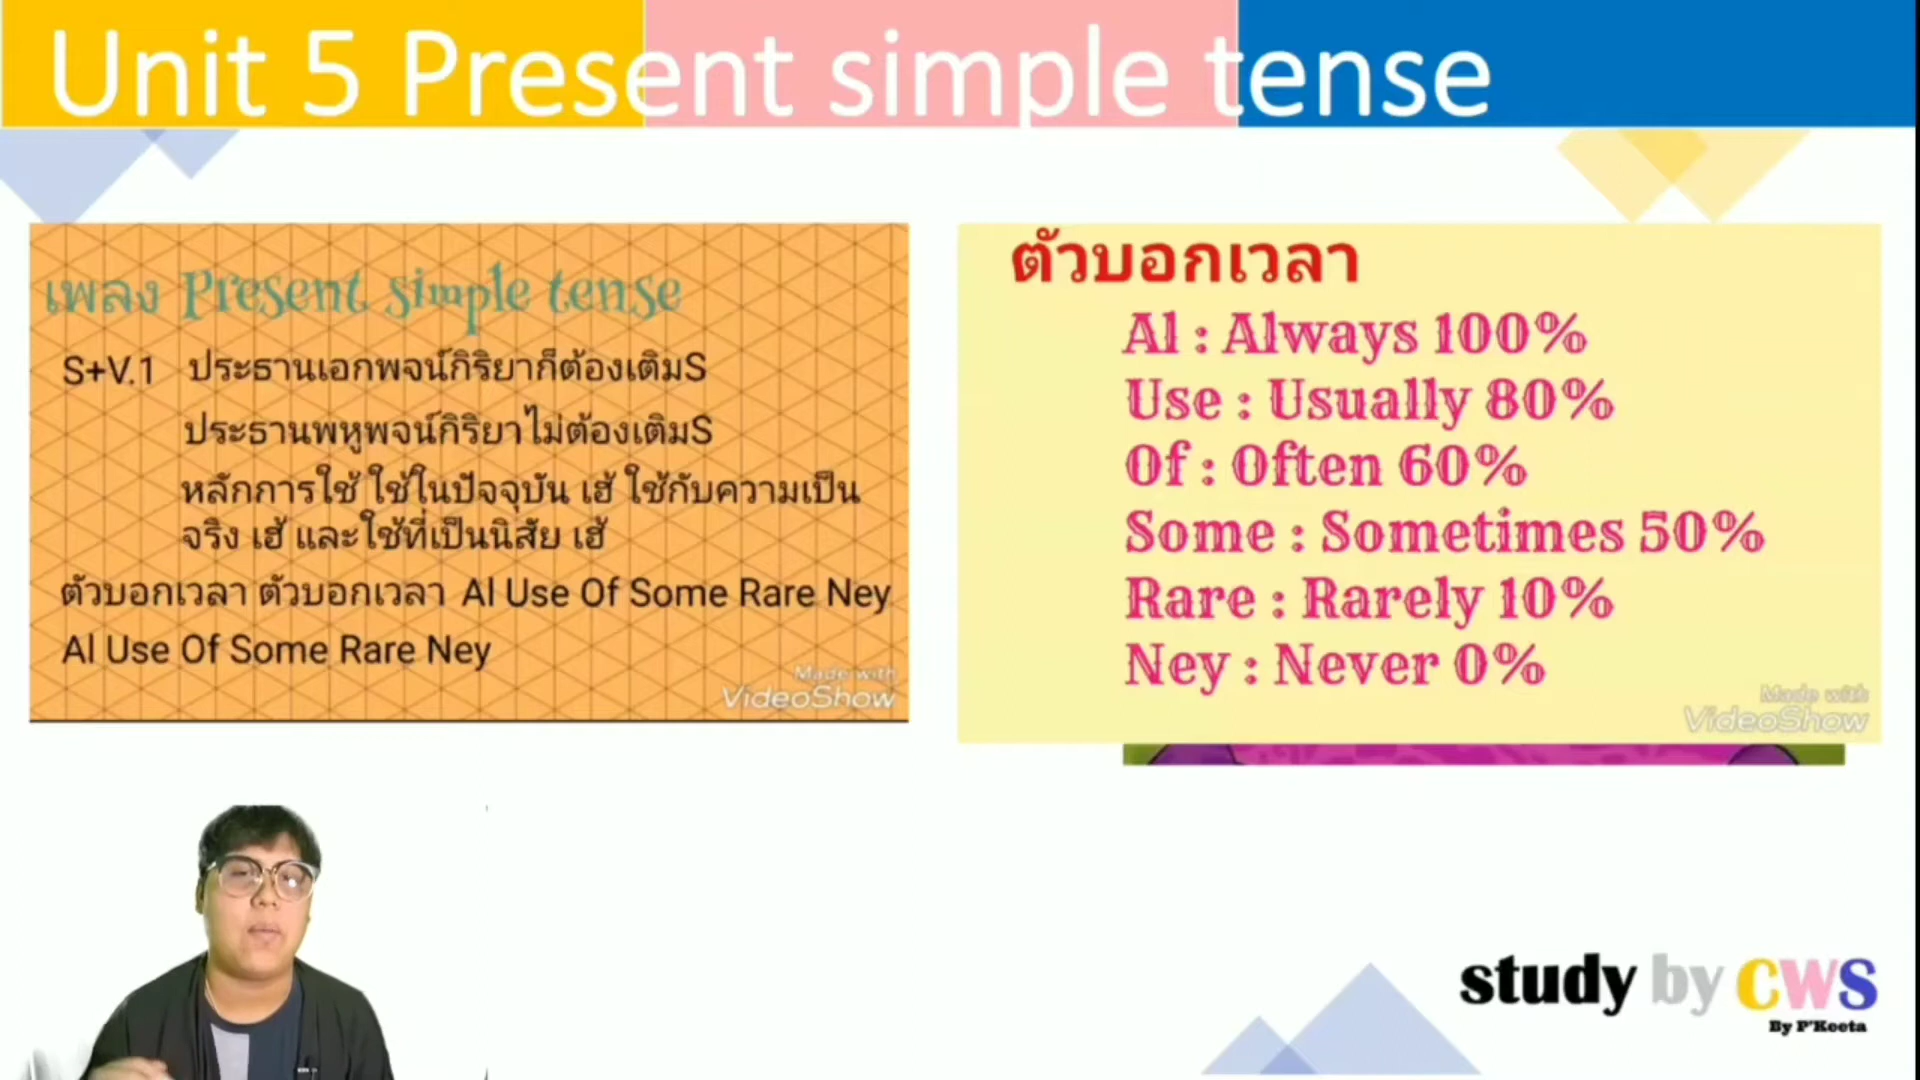 Unit 5 Present simple tense
เพลง Present simple tense
S+V.1 ประธานเอกพจน์กิริยาก็ต้องเติมS
ประธานพหูพจน์กิริยาไม่ต้องเติมS
หลักการใช้ ใช้ในปัจจุบัน เฮ้ ใช้กับความเป็น
จริง เฮ้ และใช้ที่เป็นนิสัย เฮ้
ตัวบอกเวลา ตัวบอกเวลา Al Use Of Some Rare Ney
Al Use Of Some Rare Ney
Made with
VideoShow
ตัวบอกเวลา
Al : Always 100%
Use : Usually 80%
Of : Often 60%
Some : Sometimes 50%
Rare : Rarely 10%
Ney : Never 0%
Made with
VideoShow
study by CWS
By P'Keeta